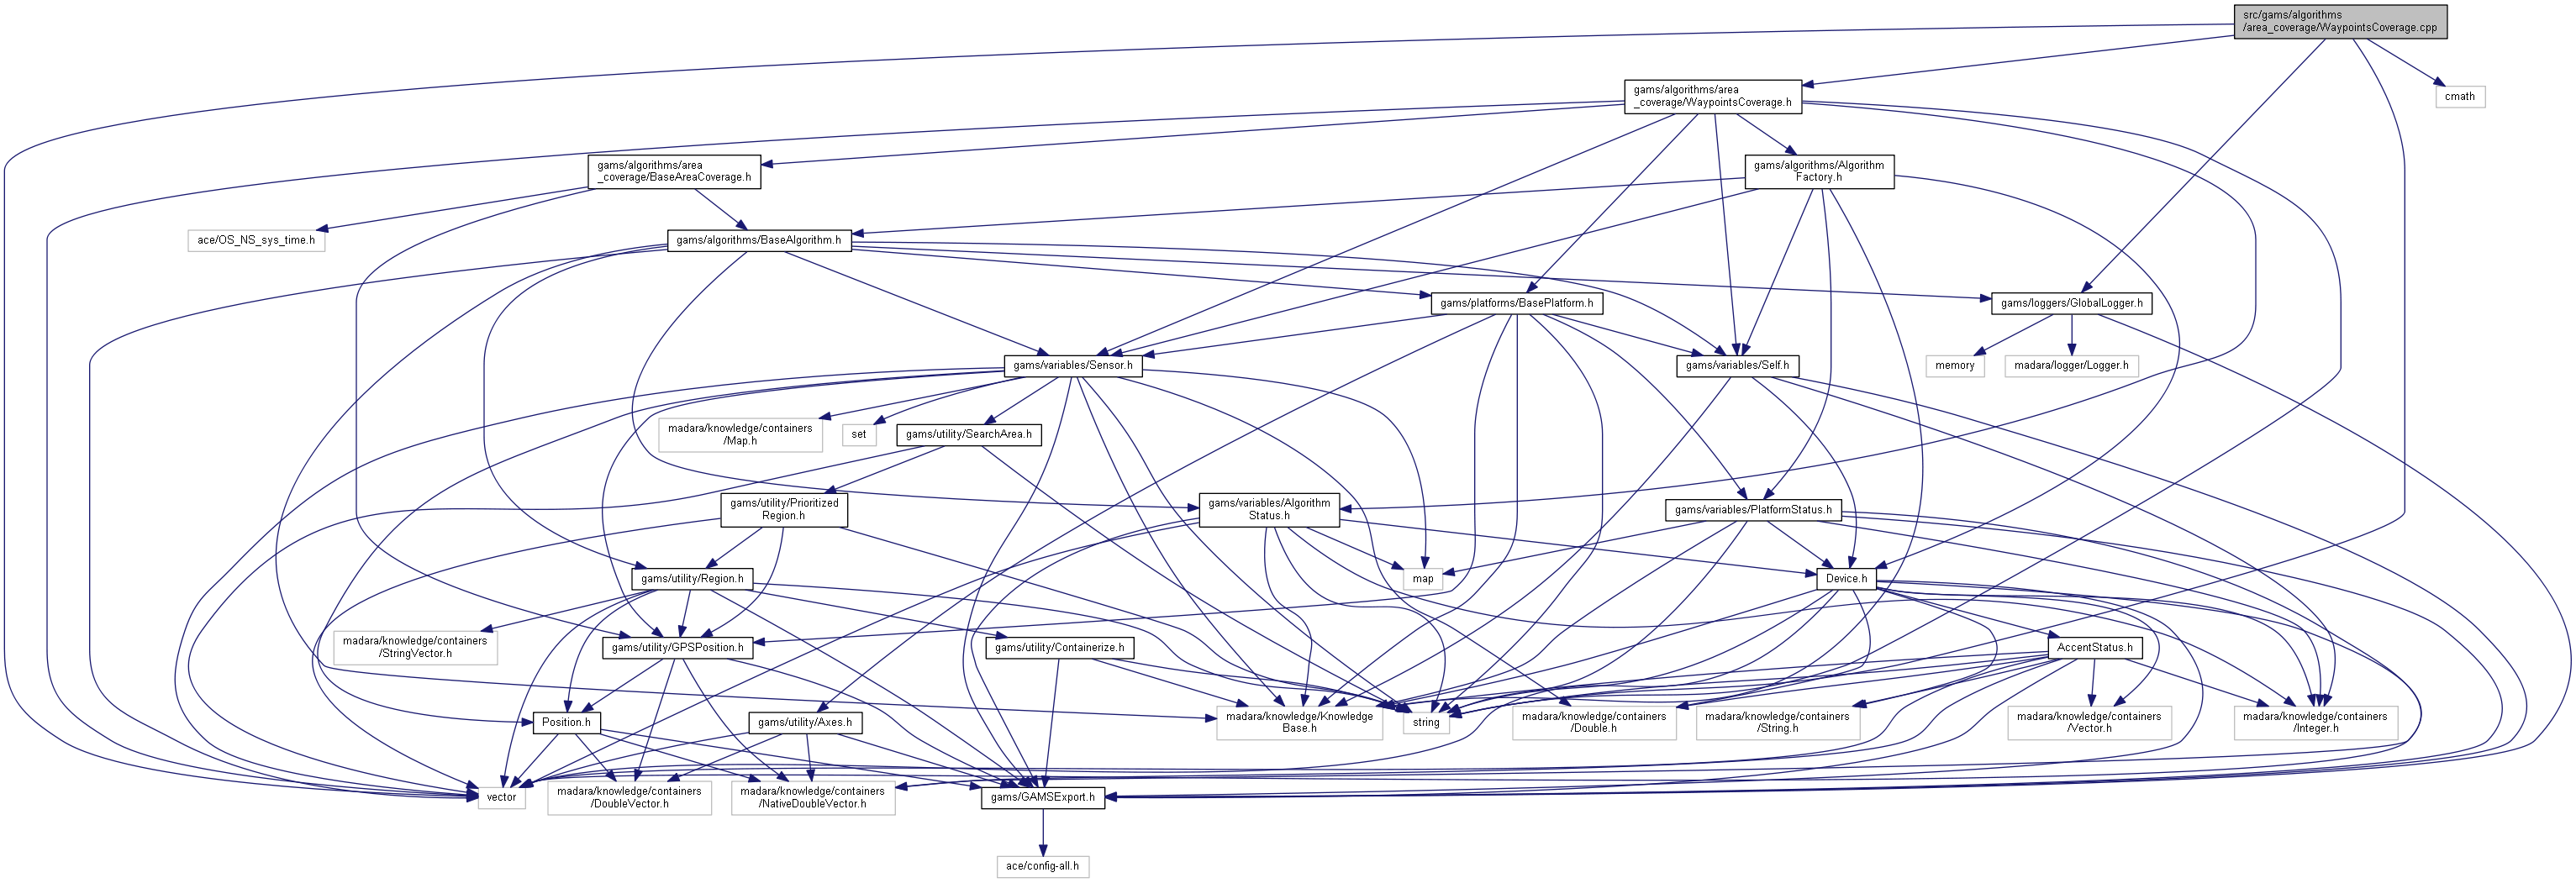 src/gams/algorithms
/area_coverage/WaypointsCoverage.cpp
gams/algorithms/area
_coverage/WaypointsCoverage.h
cmath
gams/algorithms/area
_coverage/BaseAreaCoverage.h
gams/algorithms/Algorithm
Factory.h
ace/OS_NS_sys_time.h
gams/algorithms/BaseAlgorithm.h
gams/platforms/BasePlatform.h
gams/loggers/GlobalLogger.h
gams/variables/Sensor.h
gams/variables/Self.h
memory
madara/logger/Logger.h
madara/knowledge/containers
/Map.h
set
gams/utility/SearchArea.h
gams/utility/Prioritized
Region.h
gams/variables/Algorithm
Status.h
gams/variables/PlatformStatus.h
gams/utility/Region.h
map
Device.h
madara/knowledge/containers
/StringVector.h
gams/utility/GPSPosition.h
gams/utility/Containerize.h
AccentStatus.h
Position.h
gams/utility/Axes.h
madara/knowledge/Knowledge
Base.h
string
madara/knowledge/containers
/Double.h
madara/knowledge/containers
/String.h
madara/knowledge/containers
/Vector.h
madara/knowledge/containers
/Integer.h
vector
madara/knowledge/containers
/DoubleVector.h
madara/knowledge/containers
/NativeDoubleVector.h
gams/GAMSExport.h
ace/config-all.h